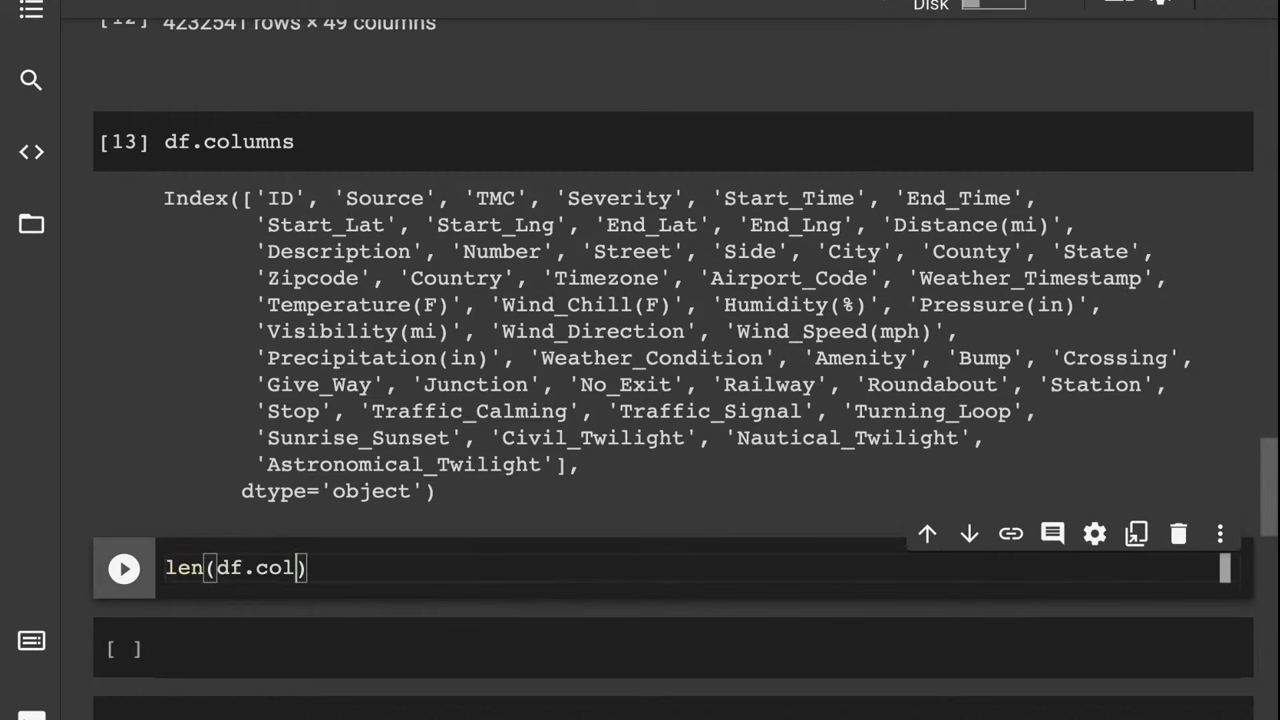 Disk
[12] 4232541 rows × 49 columns
[13] df.columns
Index(['ID', 'Source', 'TMC', 'Severity', 'Start_Time', 'End_Time',
'Start_Lat', 'Start_Lng', 'End_Lat', 'End_Lng', 'Distance(mi)',
'Description', 'Number', 'Street', 'Side', 'City', 'County', 'State',
'Zipcode', 'Country', 'Timezone', 'Airport_Code', 'Weather_Timestamp',
'Temperature(F)', 'Wind_Chill(F)', 'Humidity(%)', 'Pressure(in)',
'Visibility(mi)', 'Wind_Direction', 'Wind_Speed(mph)',
'Precipitation(in)', 'Weather_Condition', 'Amenity', 'Bump', 'Crossing',
'Give_Way', 'Junction', 'No_Exit', 'Railway', 'Roundabout', 'Station',
'Stop', 'Traffic_Calming', 'Traffic_Signal', 'Turning_Loop',
'Sunrise_Sunset', 'Civil_Twilight', 'Nautical_Twilight',
'Astronomical_Twilight'],
dtype='object')
len(df.col)
[ ]